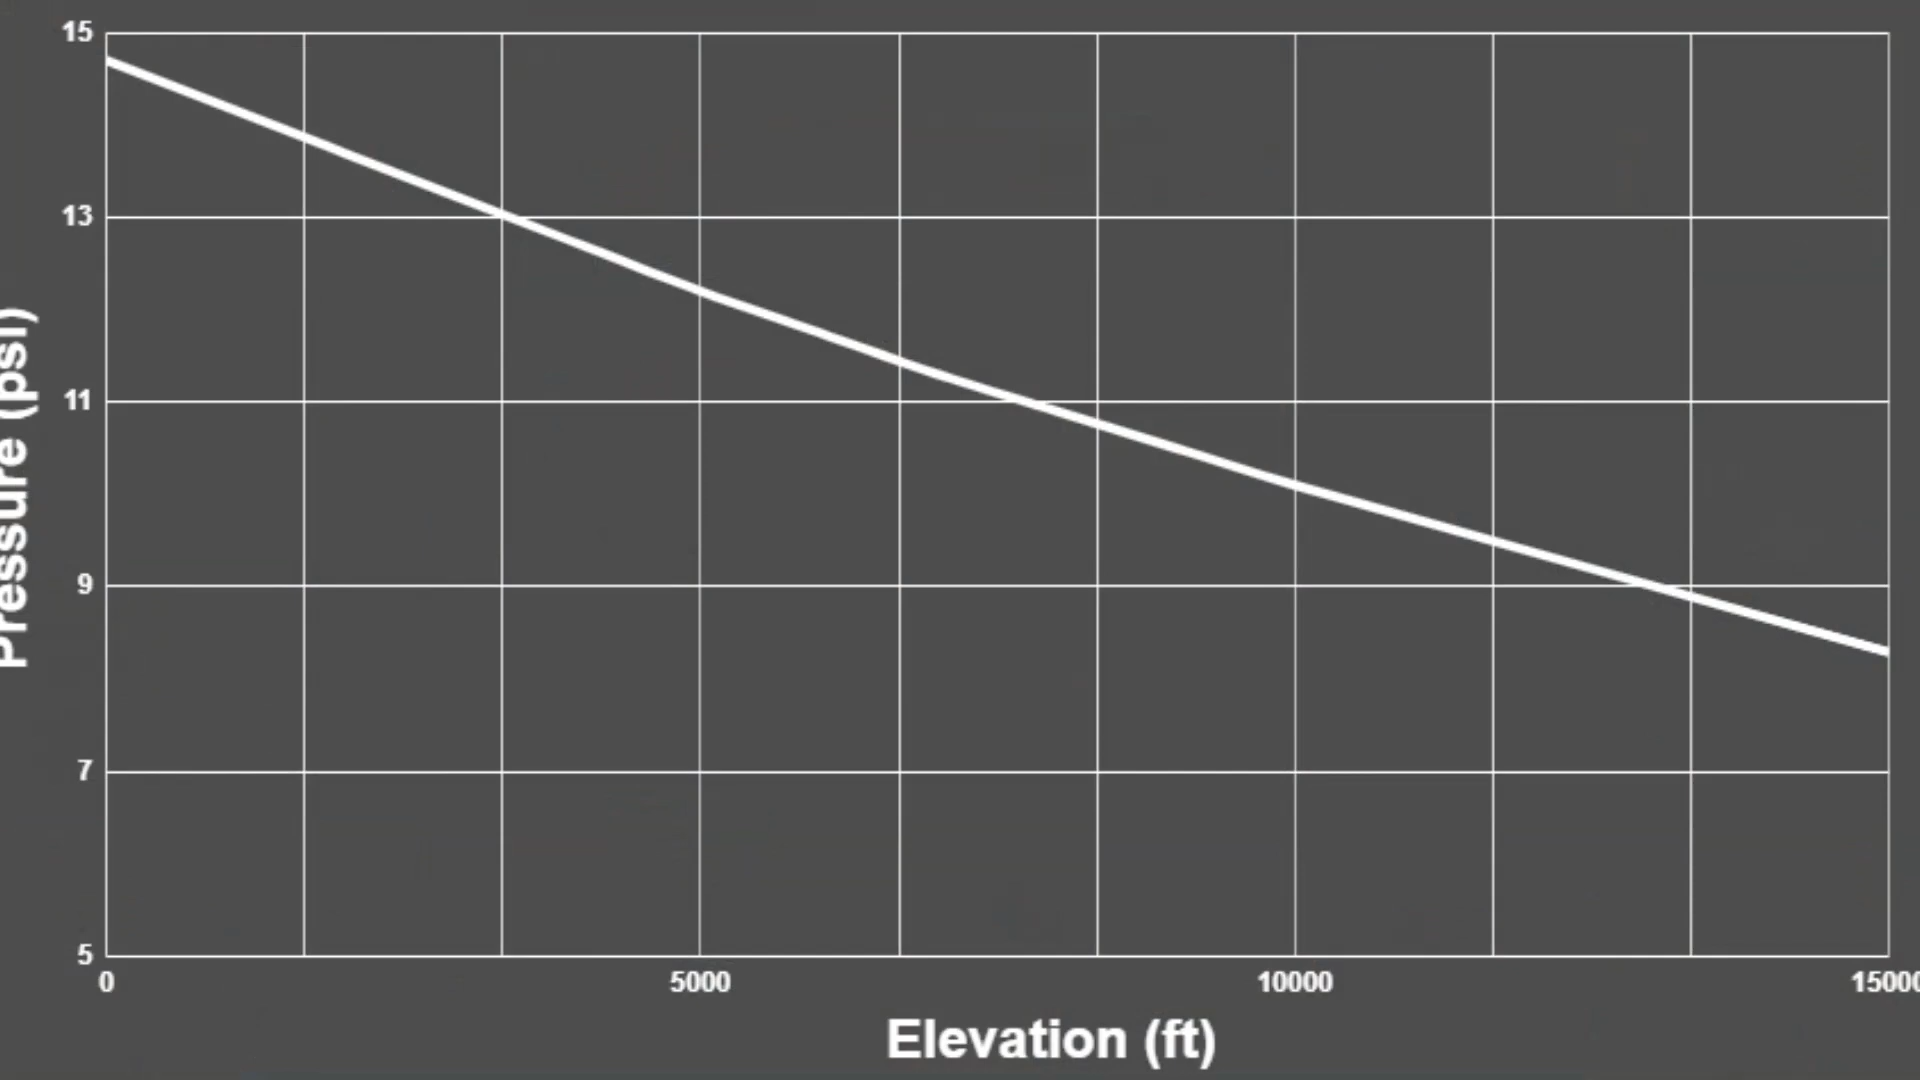 15
13
11
9
7
5
Pressure (psi)
0 5000 10000 15000
Elevation (ft)